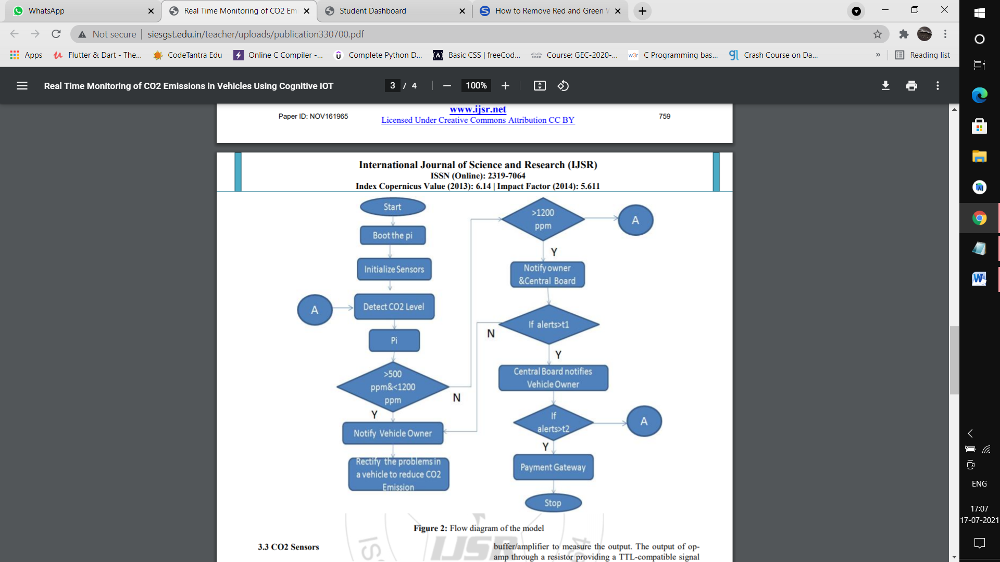 WhatsApp
Real Time Monitoring of CO2 Em
Student Dashboard
How to Remove Red and Green
Not secure
siesgst.edu.in/teacher/uploads/publication330700.pdf
Apps
Flutter & Dart - The...
CodeTantra Edu
Online C Compiler -...
Complete Python D...
Basic CSS | freeCod...
Course: GEC-2020-...
C Programming bas...
Crash Course on Da...
»
Reading list
Real Time Monitoring of CO2 Emissions in Vehicles Using Cognitive IOT
3 / 4
100%
www.ijsr.net
Paper ID: NOV161965
Licensed Under Creative Commons Attribution CC BY
759
International Journal of Science and Research (IJSR)
ISSN (Online): 2319-7064
Index Copernicus Value (2013): 6.14 | Impact Factor (2014): 5.611
Start
Boot the pi
Initialize Sensors
A
Detect CO2 Level
Pi
>500
ppm&<1200
ppm
N
Y
Notify Vehicle Owner
Rectify the problems in
a vehicle to reduce CO2
Emission
>1200
ppm
A
Y
Notify owner
&Central Board
If alerts>t1
N
Y
Central Board notifies
Vehicle Owner
If
alerts>t2
A
Y
Payment Gateway
Stop
Figure 2: Flow diagram of the model
IJSR
3.3 CO2 Sensors
buffer/amplifier to measure the output. The output of op-
amp through a resistor providing a TTL-compatible signal
ENG
17:07
17-07-2021